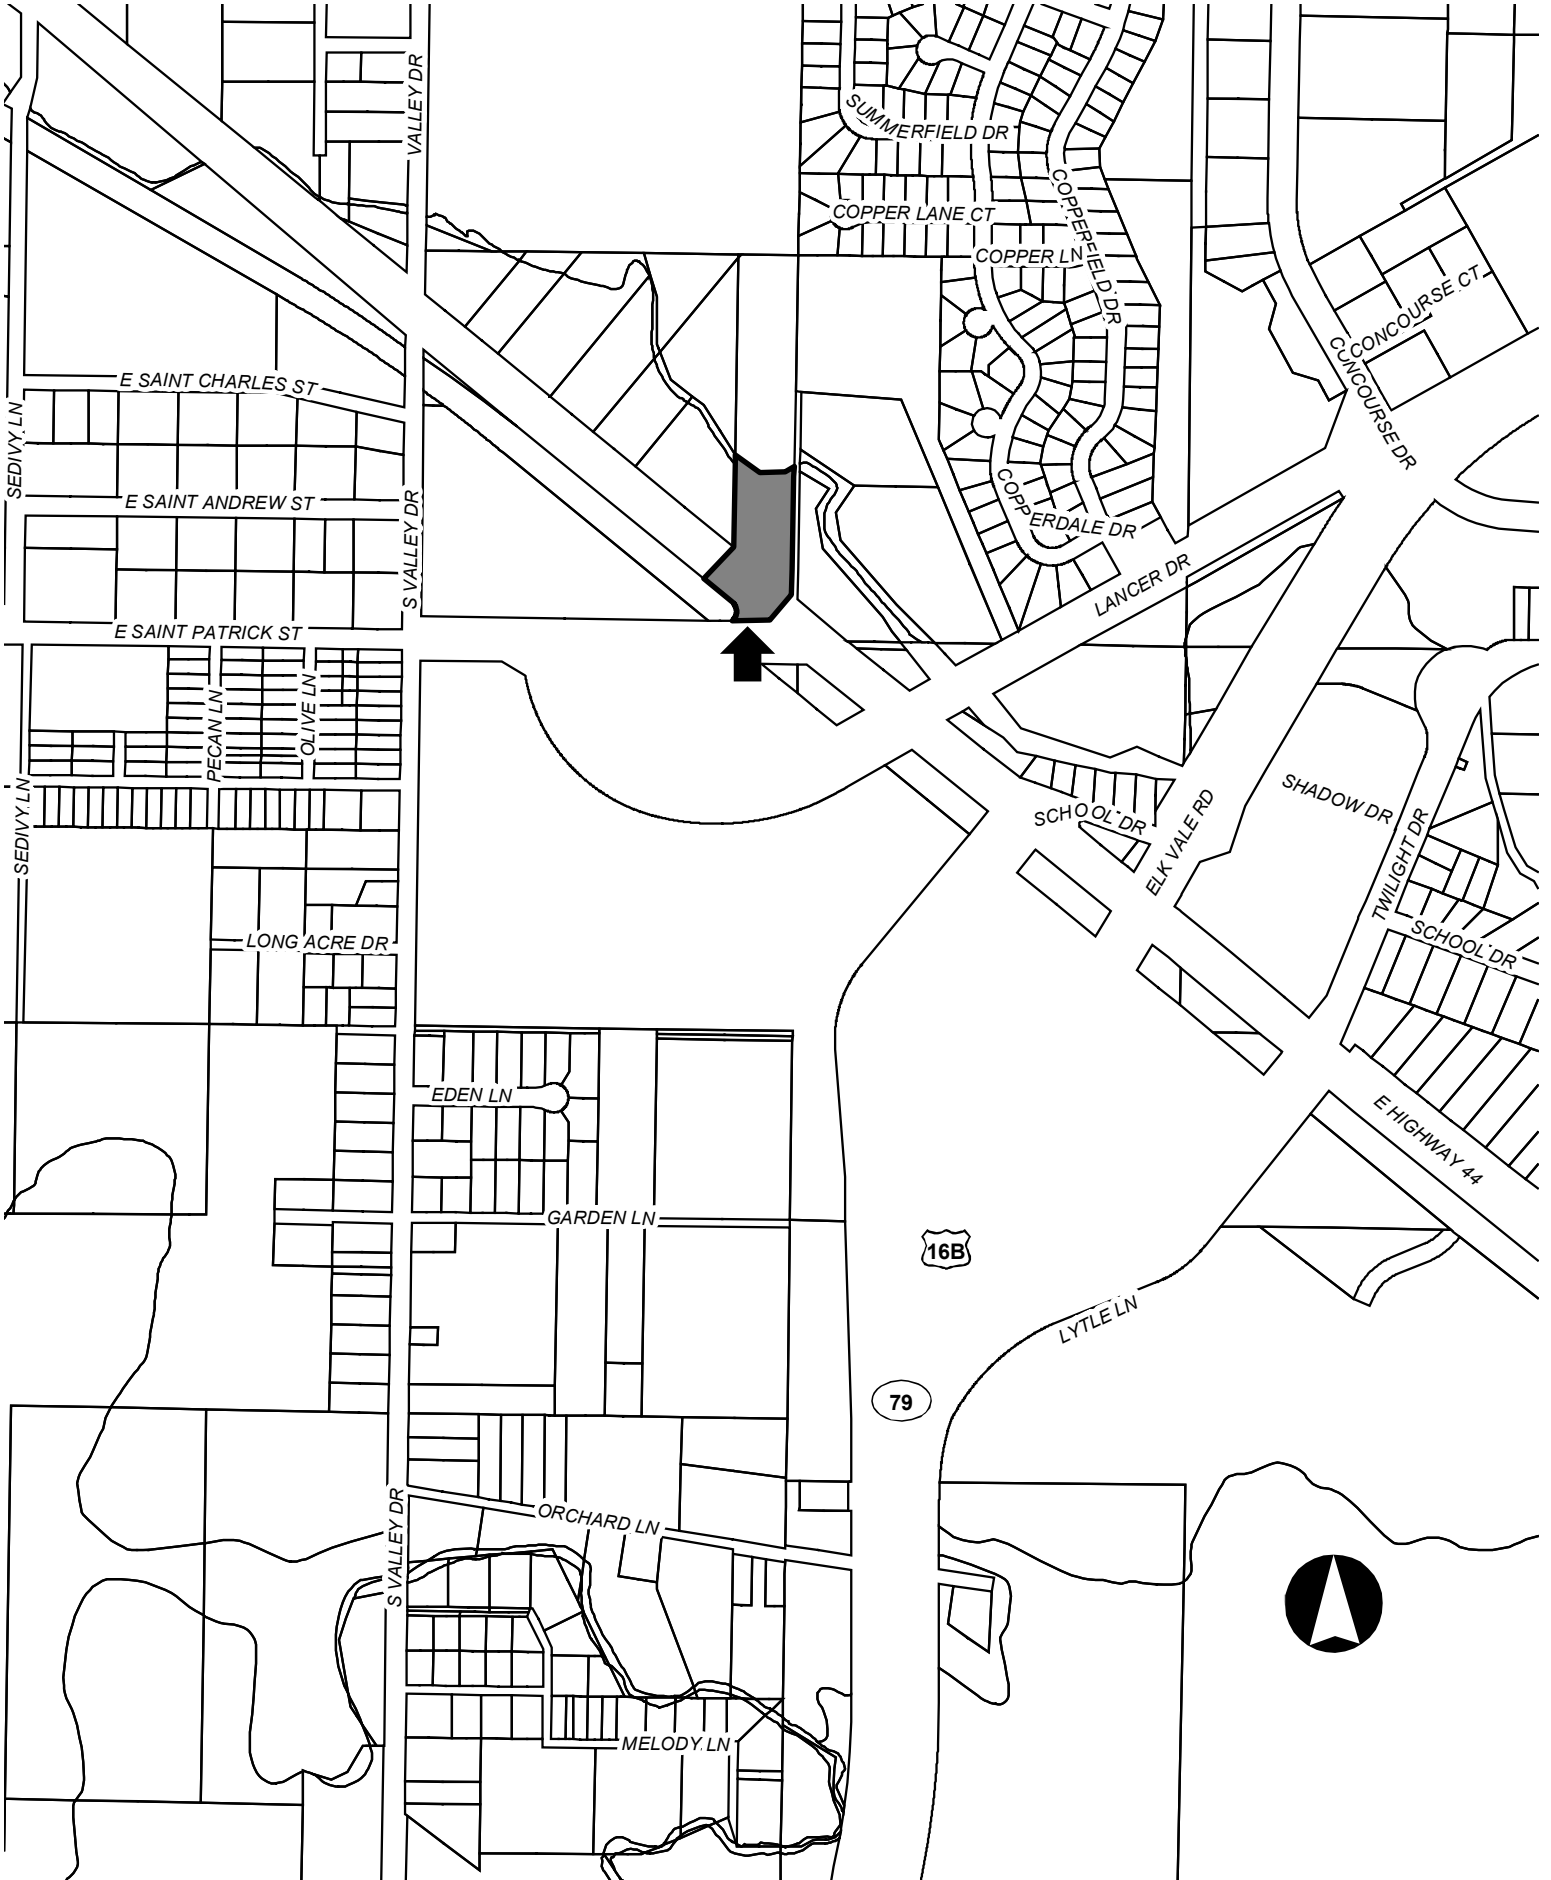 VALLEY DR
SUMMERFIELD DR
COPPERFIELD DR
COPPER LANE CT
COPPER LN
CONCOURSE CT
CONCOURSE DR
E SAINT CHARLES ST
SEDIVY LN
E SAINT ANDREW ST
S VALLEY DR
COPPERDALE DR
LANCER DR
E SAINT PATRICK ST
PECAN LN
OLIVE LN
SEDIVY LN
SCHOOL DR
ELK VALE RD
SHADOW DR
TWILIGHT DR
LONG ACRE DR
SCHOOL DR
EDEN LN
E HIGHWAY 44
GARDEN LN
16B
LYTLE LN
79
S VALLEY DR
ORCHARD LN
MELODY LN